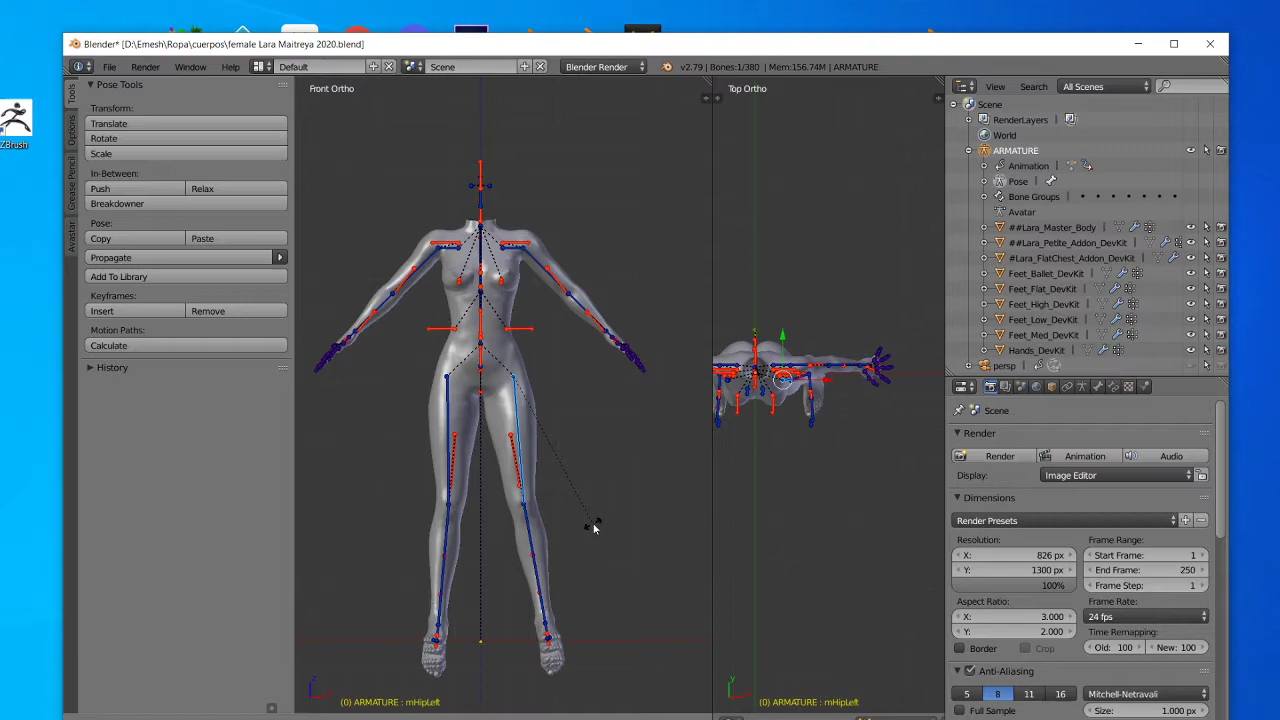 Blender* [D:\Emesh\Ropa\cuerpos\female Lara Maitreya 2020.blend]
File Render Window Help Default Scene Blender Render v2.79 | Bones:1/380 | Mem:156.74M | ARMATURE
ZBrush
Tools
Options
Grease Pencil
Avastar
Pose Tools
Transform:
Translate
Rotate
Scale
In-Between:
Push Relax
Breakdowner
Pose:
Copy Paste
Propagate
Add To Library
Keyframes:
Insert Remove
Motion Paths:
Calculate
History
Front Ortho
z
(0) ARMATURE : mHipLeft
Top Ortho
y
(0) ARMATURE : mHipLeft
View Search All Scenes
Scene
RenderLayers
World
ARMATURE
Animation
Pose
Bone Groups
Avatar
##Lara_Master_Body
##Lara_Petite_Addon_DevKit
#Lara_FlatChest_Addon_DevKit
Feet_Ballet_DevKit
Feet_Flat_DevKit
Feet_High_DevKit
Feet_Low_DevKit
Feet_Med_DevKit
Hands_DevKit
persp
Scene
Render
Render Animation Audio
Display: Image Editor
Dimensions
Render Presets
Resolution: Frame Range:
X: 826 px Start Frame: 1
Y: 1300 px End Frame: 250
100% Frame Step: 1
Aspect Ratio: Frame Rate:
X: 3.000 24 fps
Y: 2.000 Time Remapping:
Border Crop Old: 100 New: 100
Anti-Aliasing
5 8 11 16 Mitchell-Netravali
Full Sample Size: 1.000 px